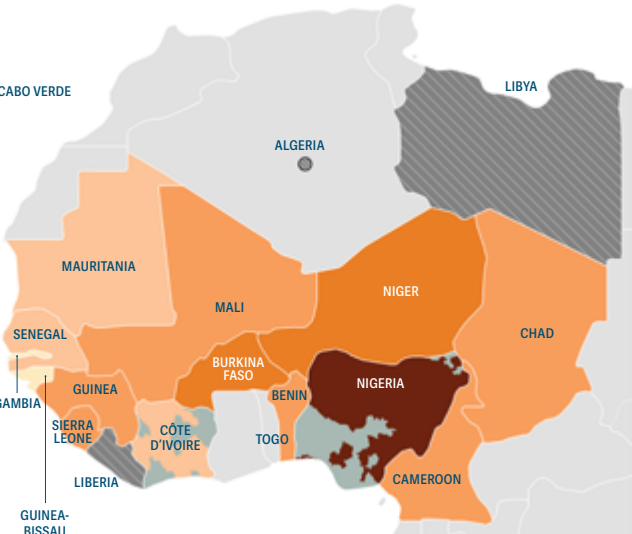 LIBYA
CABO VERDE
ALGERIA
MAURITANIA
NIGER
MALI
SENEGAL
CHAD
BURKINA
FASO
NIGERIA
GUINEA
BENIN
GAMBIA
SIERRA
LEONE
CÔTE
D'IVOIRE
TOGO
LIBERIA
CAMEROON
GUINEA-
BISSAU